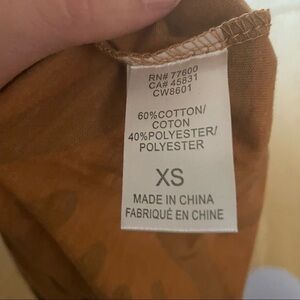 RN# 77600
CA# 45831
CW8601
60%COTTON/
COTON
40%POLYESTER/
POLYESTER
XS
MADE IN CHINA
FABRIQUÉ EN CHINE